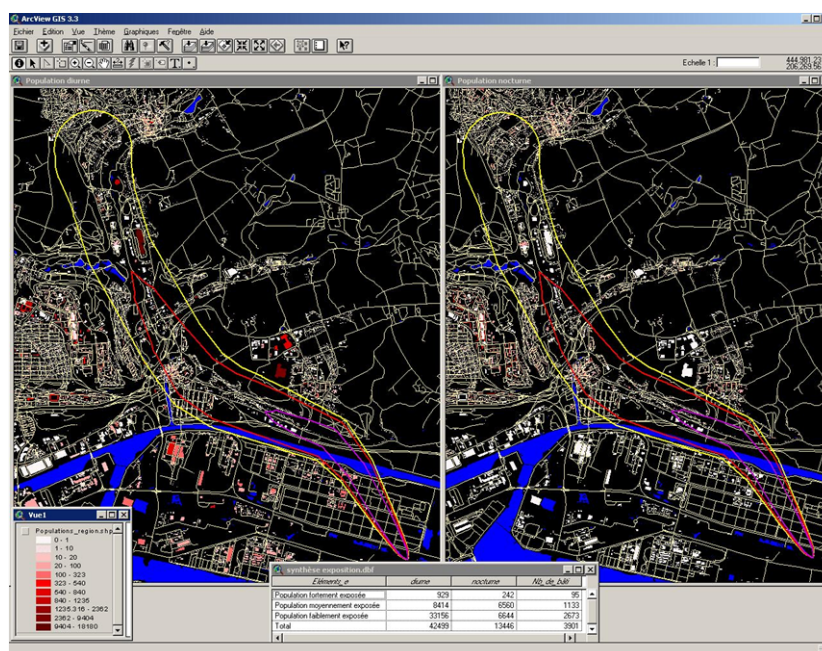 ArcView GIS 3.3
Fichier Edition Vue Thème Graphiques Fenêtre Aide
Echelle 1 :
444,981.23
206,269.56
Population diurne
Population nocturne
Vue1
Populations_region.shp
0 - 1
1 - 10
10 - 20
20 - 100
100 - 323
323 - 540
540 - 840
840 - 1235
1235.316 - 2362
2362 - 9404
9404 - 18180
synthèse exposition.dbf
Eléments_e diurne nocturne Nb_de_bâti
Population fortement exposée 929 242 95
Population moyennement exposée 8414 6560 1133
Population faiblement exposée 33156 6644 2673
Total 42499 13446 3901